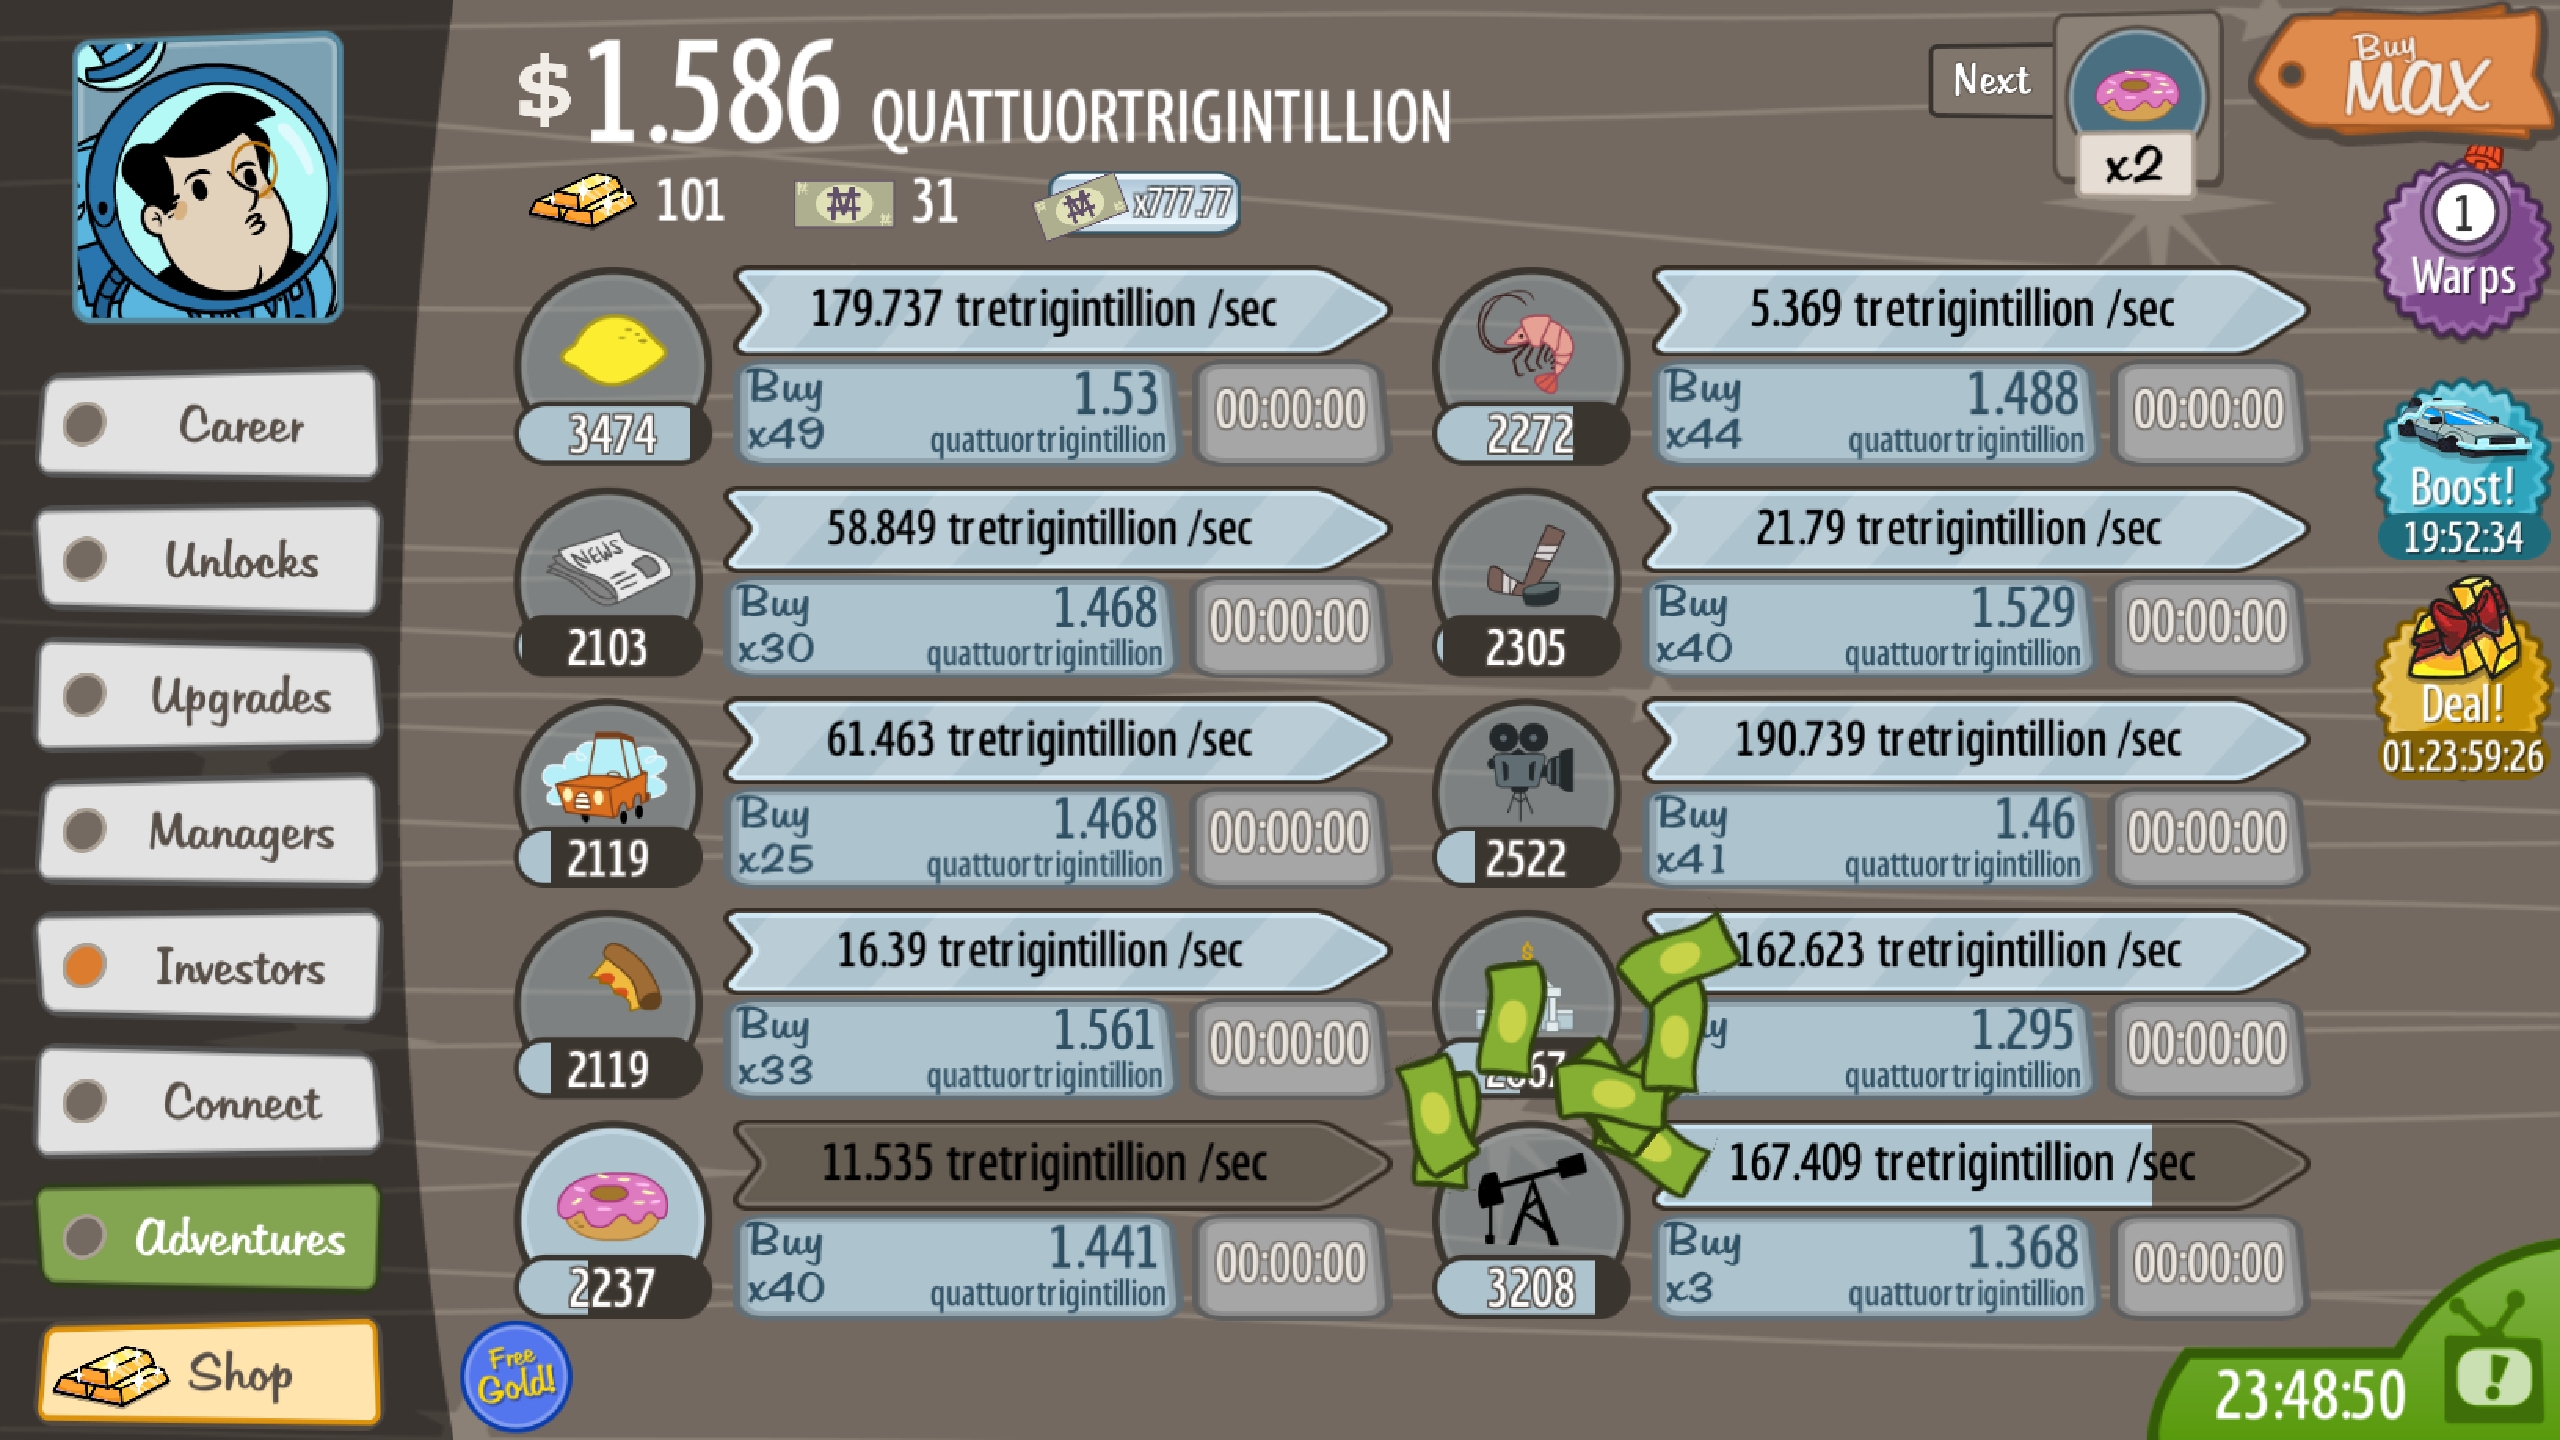 $1.586 QUATTUORTRIGINTILLION
101 31 x777.77
Next
x2
Buy
MAX
1
Warps
Boost!
19:52:34
Deal!
01:23:59:26
Career
Unlocks
Upgrades
Managers
Investors
Connect
Adventures
Shop
179.737 tretrigintillion /sec
3474
Buy
x49
1.53
quattuortrigintillion
00:00:00
NEWS
58.849 tretrigintillion /sec
2103
Buy
x30
1.468
quattuortrigintillion
00:00:00
61.463 tretrigintillion /sec
2119
Buy
x25
1.468
quattuortrigintillion
00:00:00
16.39 tretrigintillion /sec
2119
Buy
x33
1.561
quattuortrigintillion
00:00:00
11.535 tretrigintillion /sec
2237
Buy
x40
1.441
quattuortrigintillion
00:00:00
5.369 tretrigintillion /sec
2272
Buy
x44
1.488
quattuortrigintillion
00:00:00
21.79 tretrigintillion /sec
2305
Buy
x40
1.529
quattuortrigintillion
00:00:00
190.739 tretrigintillion /sec
2522
Buy
x41
1.46
quattuortrigintillion
00:00:00
162.623 tretrigintillion /sec
1.295
quattuortrigintillion
00:00:00
167.409 tretrigintillion /sec
3208
Buy
x3
1.368
quattuortrigintillion
00:00:00
Free
Gold!
23:48:50